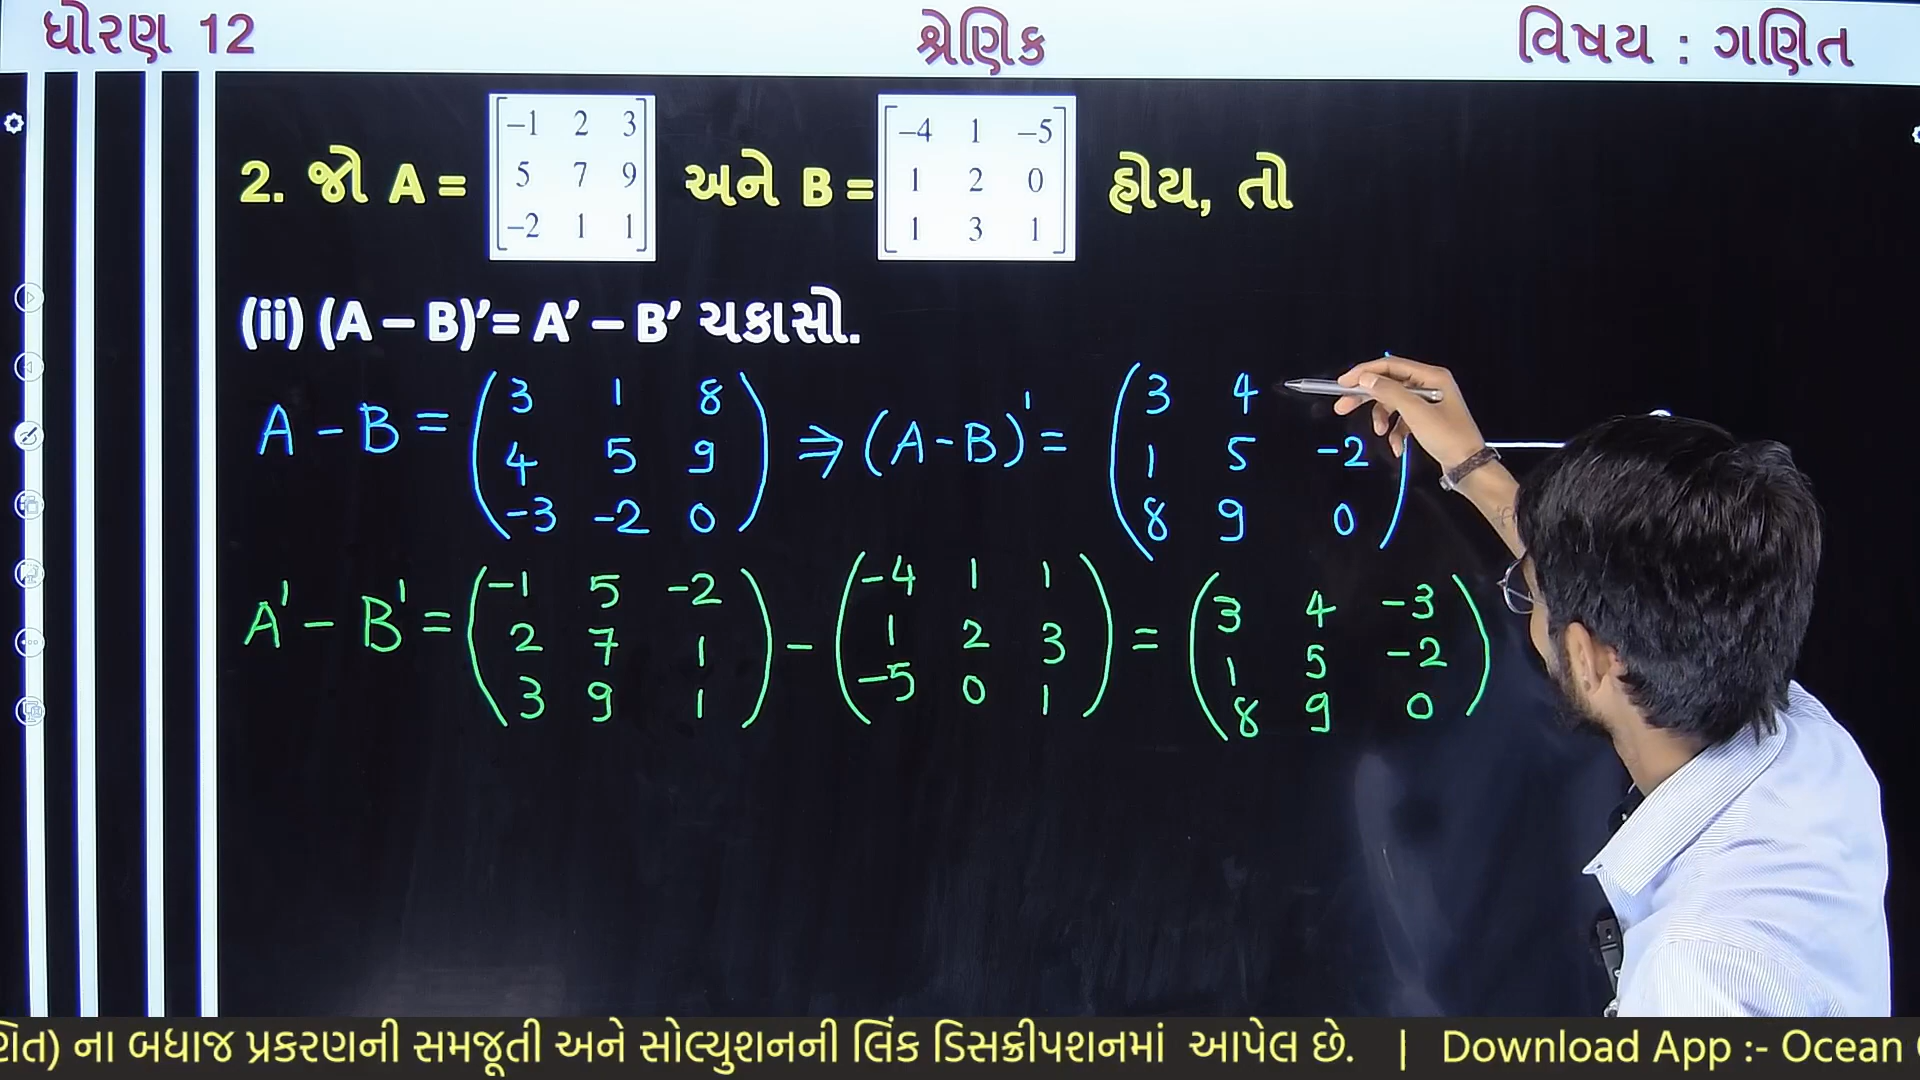 ધોરણ 12 શ્રેણિક વિષય : ગણિત
2. જો A = [−1 2 3 અને B = [−4 1 −5 હોય, તો
5 7 9 1 2 0
−2 1 1] 1 3 1]
(ii) (A – B)′= A′ – B′ ચકાસો.
A - B = (3 1 8 ⇒ (A-B)' = (3 4
4 5 9 1 5 -2
-3 -2 0) 8 9 0)
A' - B' = (-1 5 -2 - (-4 1 1 = (3 4 -3
2 7 1 1 2 3 1 5 -2
3 9 1) -5 0 1) 8 9 0)
ના બધાજ પ્રકરણની સમજૂતી અને સોલ્યુશનની લિંક ડિસક્રીપશનમાં આપેલ છે. | Download App :- Ocean